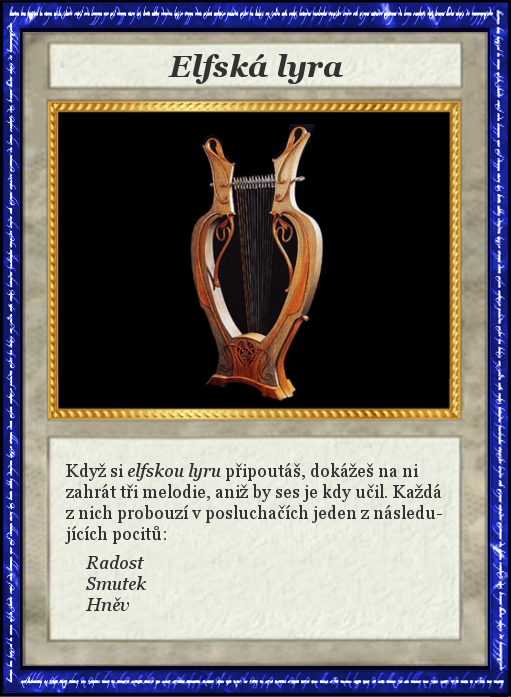 Elfská lyra
Když si elfskou lyru připoutáš, dokážeš na ni
zahrát tři melodie, aniž by ses je kdy učil. Každá
z nich probouzí v posluchačích jeden z následu-
jících pocitů:
Radost
Smutek
Hněv